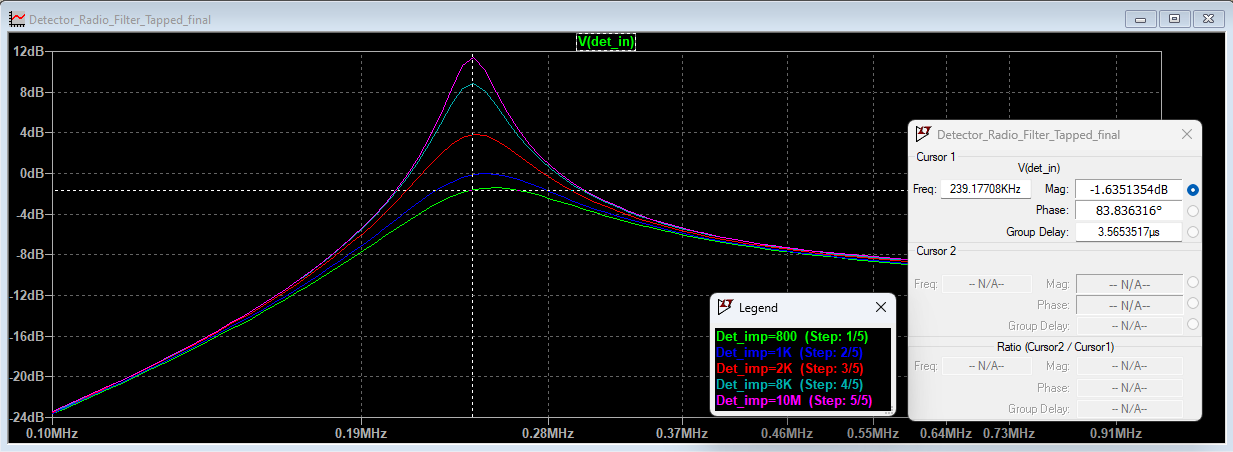 Detector_Radio_Filter_Tapped_final
V(det_in)
12dB
8dB
4dB
0dB
-4dB
-8dB
-12dB
-16dB
-20dB
-24dB
0.10MHz 0.19MHz 0.28MHz 0.37MHz 0.46MHz 0.55MHz 0.64MHz 0.73MHz 0.91MHz
Legend
Det_imp=800 (Step: 1/5)
Det_imp=1K (Step: 2/5)
Det_imp=2K (Step: 3/5)
Det_imp=8K (Step: 4/5)
Det_imp=10M (Step: 5/5)
Detector_Radio_Filter_Tapped_final
Cursor 1
V(det_in)
Freq: 239.17708KHz Mag: -1.6351354dB
Phase: 83.836316°
Group Delay: 3.5653517µs
Cursor 2
Freq: -- N/A-- Mag: -- N/A--
Phase: -- N/A--
Group Delay: -- N/A--
Ratio (Cursor2 / Cursor1)
Freq: -- N/A-- Mag: -- N/A--
Phase: -- N/A--
Group Delay: -- N/A--